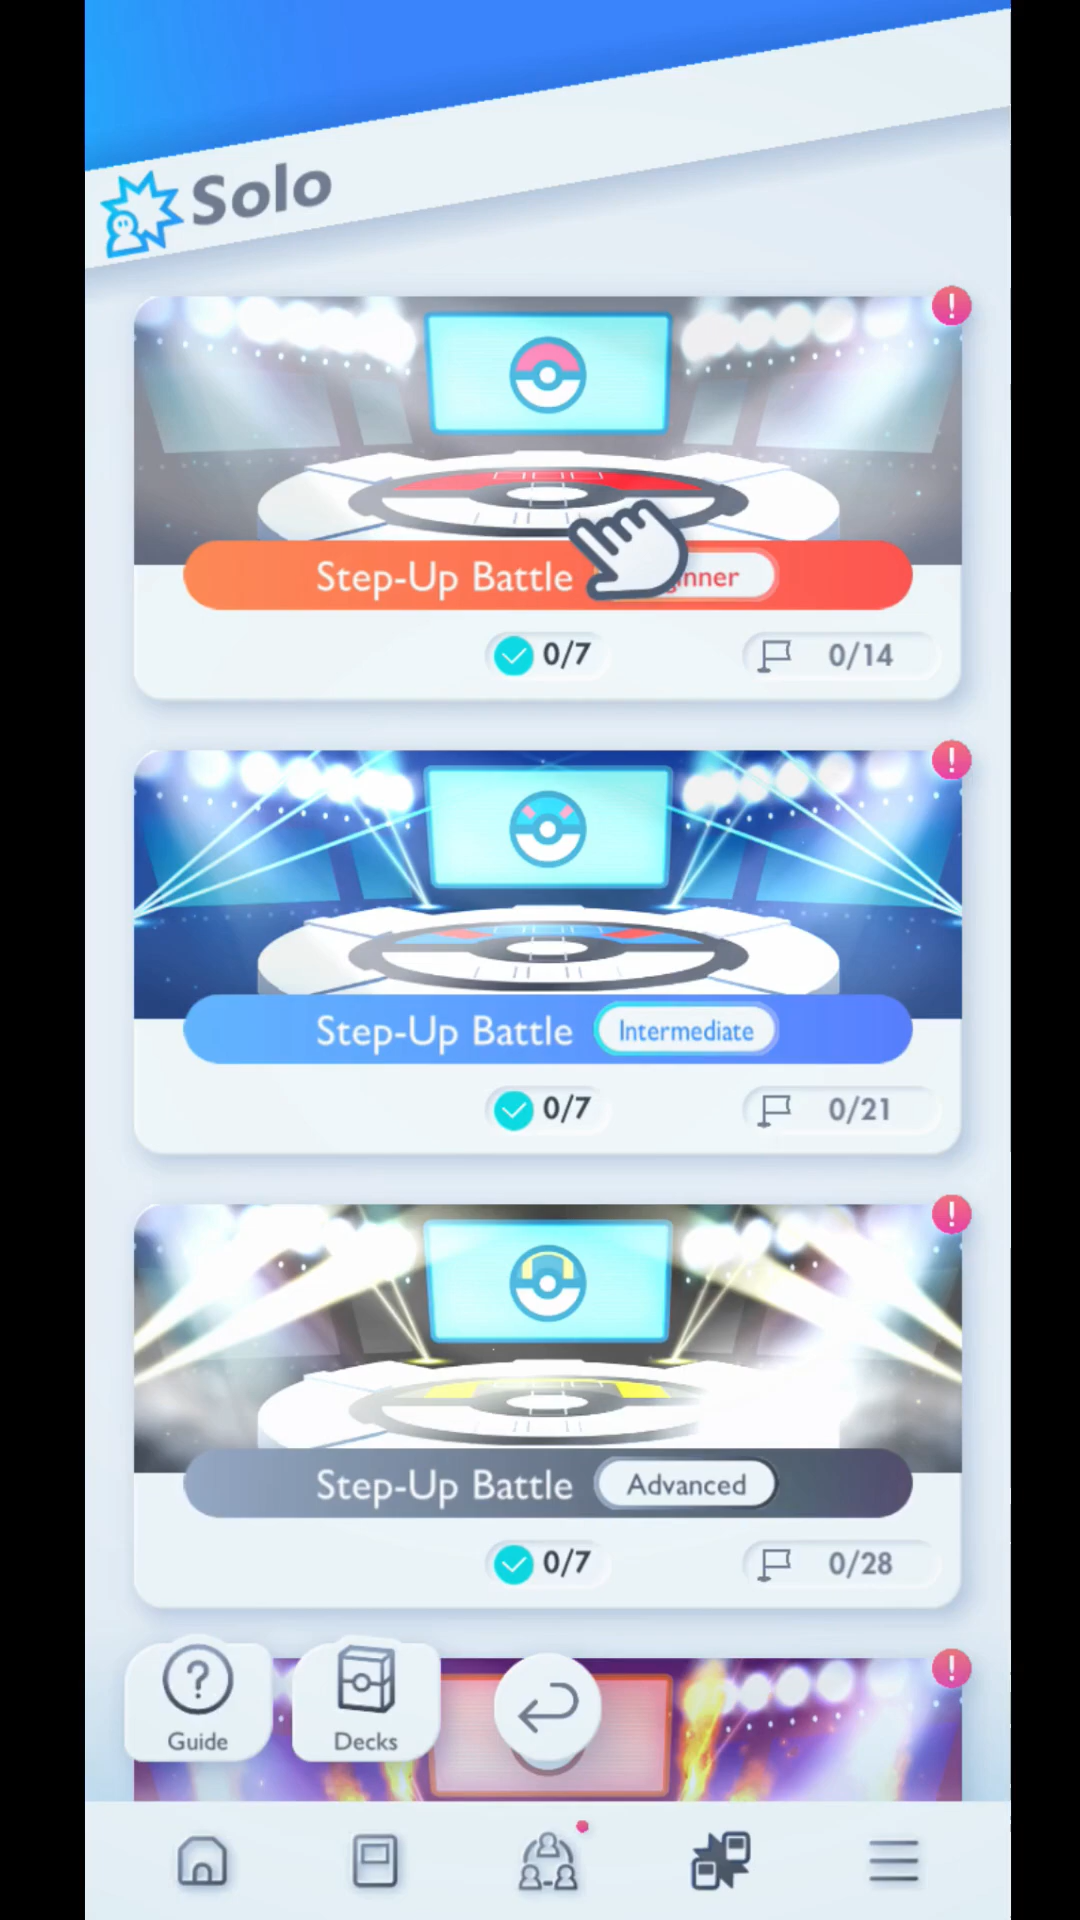 Solo
!
Step-Up Battle
0/7 0/14
!
Step-Up Battle Intermediate
0/7 0/21
!
Step-Up Battle Advanced
0/7 0/28
!
? Guide
Decks